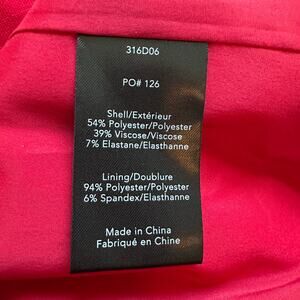 316D06
PO# 126
Shell/Extérieur
54% Polyester/Polyester
39% Viscose/Viscose
7% Elastane/Elasthanne
Lining/Doublure
94% Polyester/Polyester
6% Spandex/Elasthanne
Made in China
Fabriqué en Chine